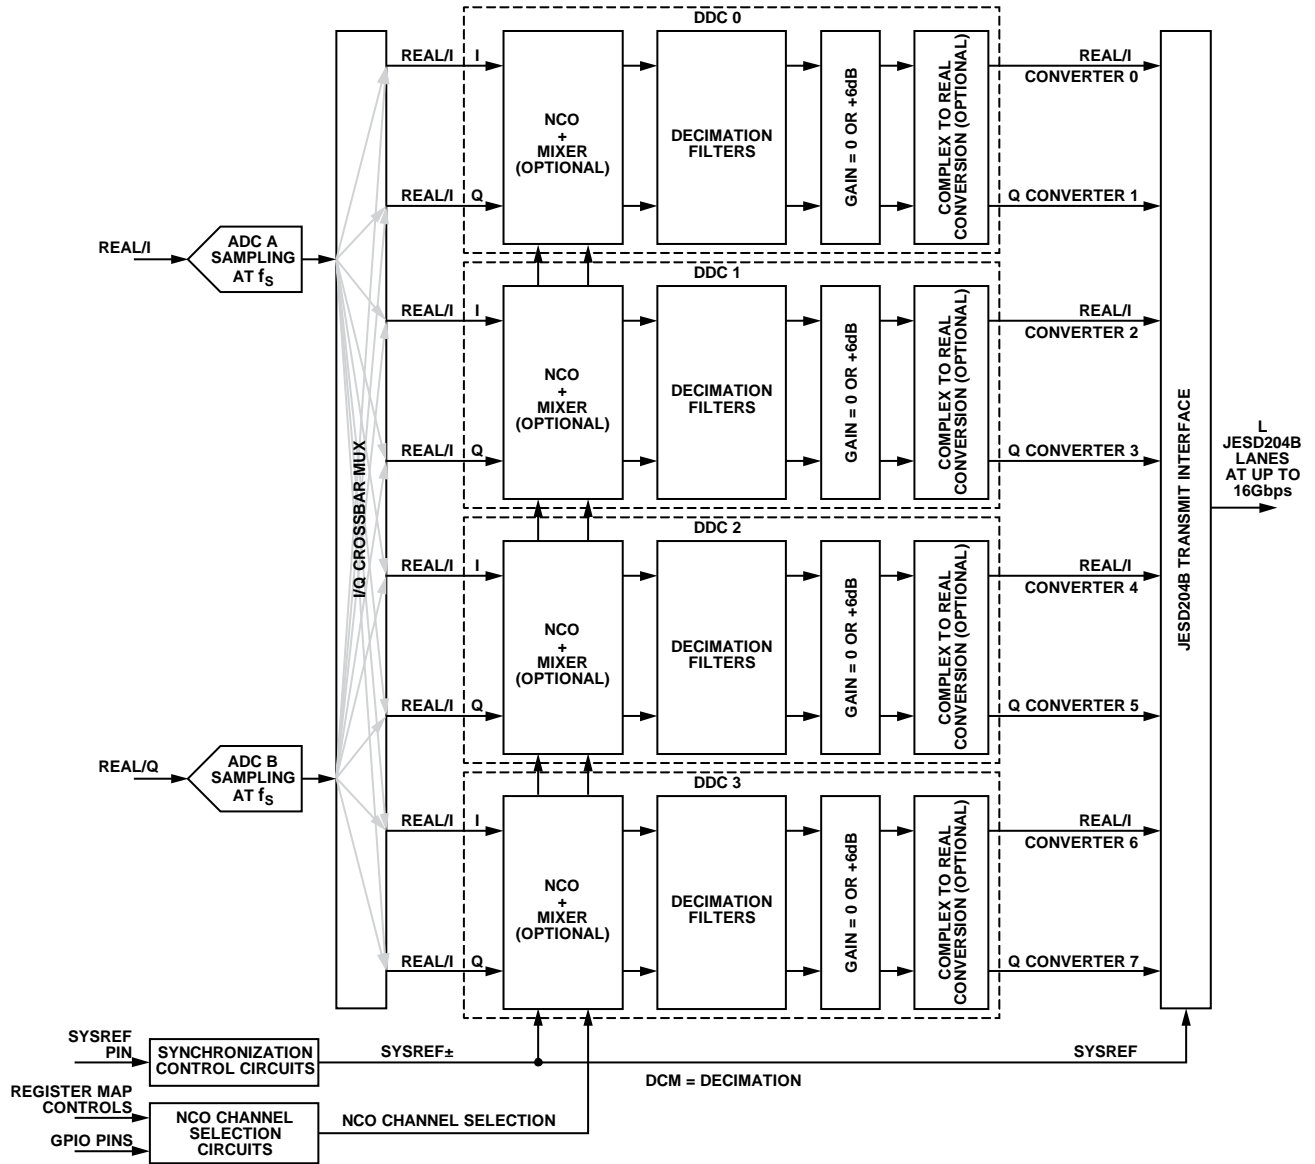 DDC 0
REAL/I I
REAL/I Q
NCO
+
MIXER
(OPTIONAL)
DECIMATION
FILTERS
GAIN = 0 OR +6dB
COMPLEX TO REAL
CONVERSION (OPTIONAL)
REAL/I
CONVERTER 0
Q CONVERTER 1
REAL/I
ADC A
SAMPLING
AT fS
I/Q CROSSBAR MUX
DDC 1
REAL/I I
REAL/I Q
NCO
+
MIXER
(OPTIONAL)
DECIMATION
FILTERS
GAIN = 0 OR +6dB
COMPLEX TO REAL
CONVERSION (OPTIONAL)
REAL/I
CONVERTER 2
Q CONVERTER 3
JESD204B TRANSMIT INTERFACE
L
JESD204B
LANES
AT UP TO
16Gbps
DDC 2
REAL/I I
REAL/I Q
NCO
+
MIXER
(OPTIONAL)
DECIMATION
FILTERS
GAIN = 0 OR +6dB
COMPLEX TO REAL
CONVERSION (OPTIONAL)
REAL/I
CONVERTER 4
Q CONVERTER 5
REAL/Q
ADC B
SAMPLING
AT fS
DDC 3
REAL/I I
REAL/I Q
NCO
+
MIXER
(OPTIONAL)
DECIMATION
FILTERS
GAIN = 0 OR +6dB
COMPLEX TO REAL
CONVERSION (OPTIONAL)
REAL/I
CONVERTER 6
Q CONVERTER 7
SYSREF
PIN
SYNCHRONIZATION
CONTROL CIRCUITS
SYSREF±
SYSREF
DCM = DECIMATION
REGISTER MAP
CONTROLS
GPIO PINS
NCO CHANNEL
SELECTION
CIRCUITS
NCO CHANNEL SELECTION